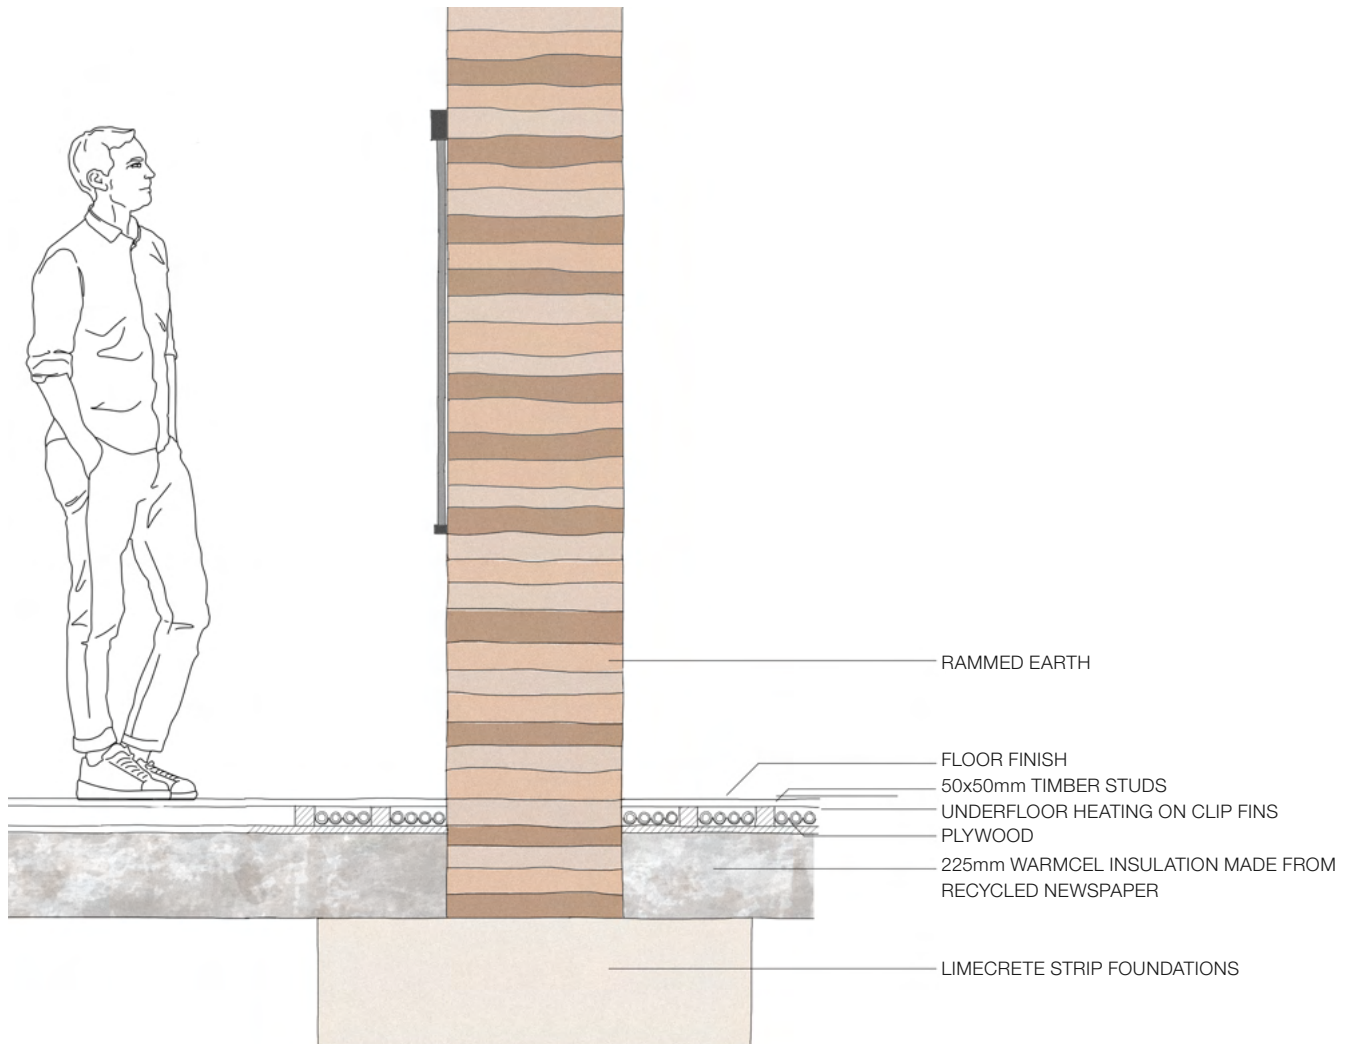 RAMMED EARTH
FLOOR FINISH
50x50mm TIMBER STUDS
UNDERFLOOR HEATING ON CLIP FINS
PLYWOOD
225mm WARMCEL INSULATION MADE FROM
RECYCLED NEWSPAPER
LIMECRETE STRIP FOUNDATIONS